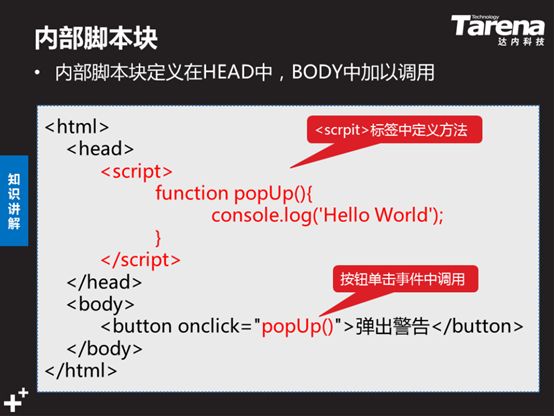 Technology
Tarena
达内科技
内部脚本块
• 内部脚本块定义在HEAD中，BODY中加以调用
知识讲解
<html>
<scrpit>标签中定义方法
<head>
<script>
function popUp(){
console.log('Hello World');
}
</script>
</head>
按钮单击事件中调用
<body>
<button onclick="popUp()">弹出警告</button>
</body>
</html>